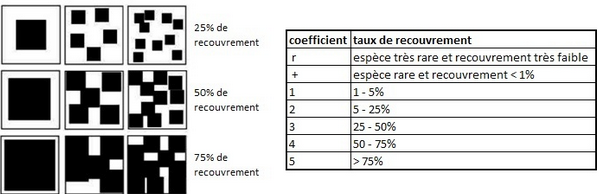 25% de
recouvrement
50% de
recouvrement
75% de
recouvrement
coefficient taux de recouvrement
r espèce très rare et recouvrement très faible
+ espèce rare et recouvrement < 1%
1 1 - 5%
2 5 - 25%
3 25 - 50%
4 50 - 75%
5 > 75%